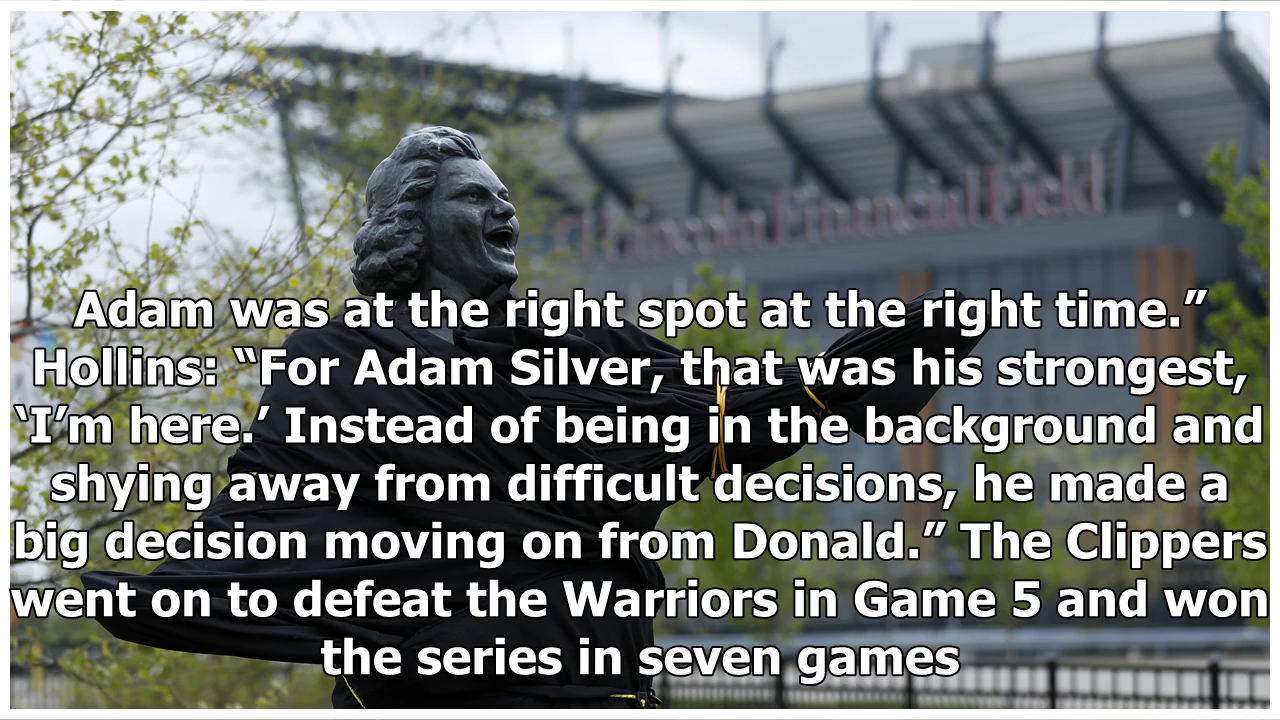 Lincoln Financial Field
Adam was at the right spot at the right time.”
Hollins: “For Adam Silver, that was his strongest,
‘I’m here.’ Instead of being in the background and
shying away from difficult decisions, he made a
big decision moving on from Donald.” The Clippers
went on to defeat the Warriors in Game 5 and won
the series in seven games